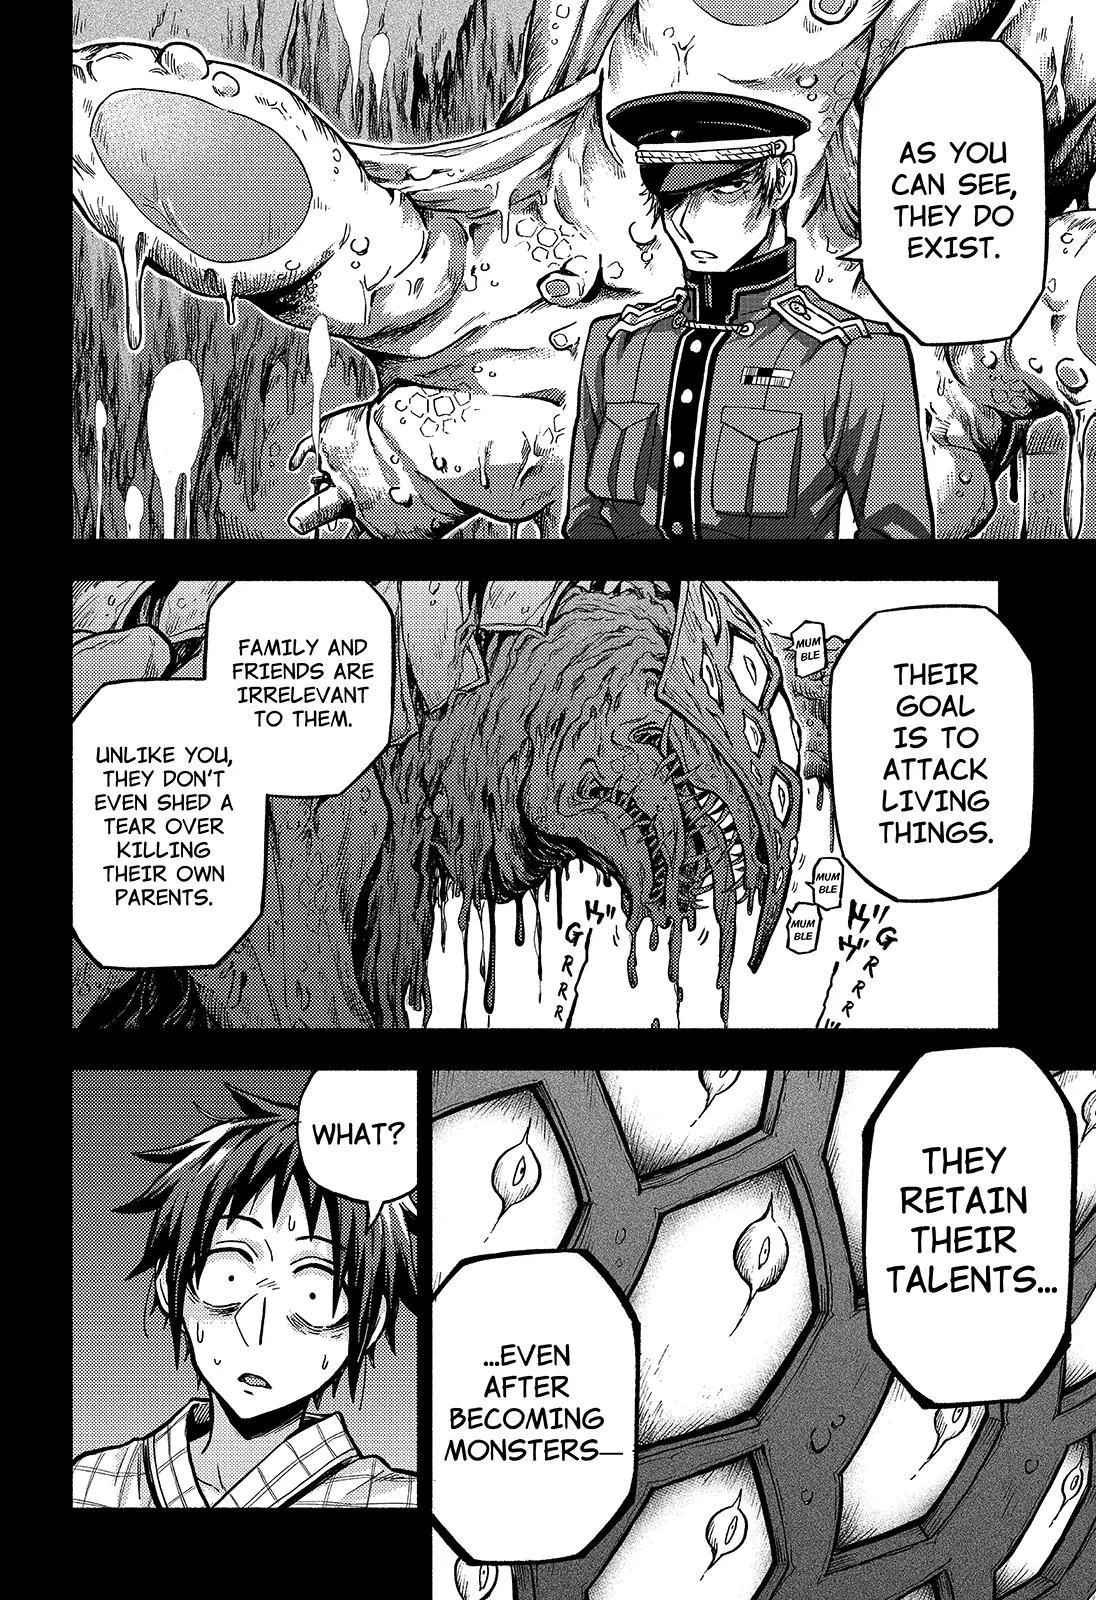 AS YOU
CAN SEE,
THEY DO
EXIST.
THEIR
GOAL
IS TO
ATTACK
LIVING
THINGS.
MUM
BLE
MUM
BLE
MUM
BLE
GRRR
GRRRR
FAMILY AND
FRIENDS ARE
IRRELEVANT
TO THEM.
UNLIKE YOU,
THEY DON'T
EVEN SHED A
TEAR OVER
KILLING
THEIR OWN
PARENTS.
THEY
RETAIN
THEIR
TALENTS...
...EVEN
AFTER
BECOMING
MONSTERS—
WHAT?